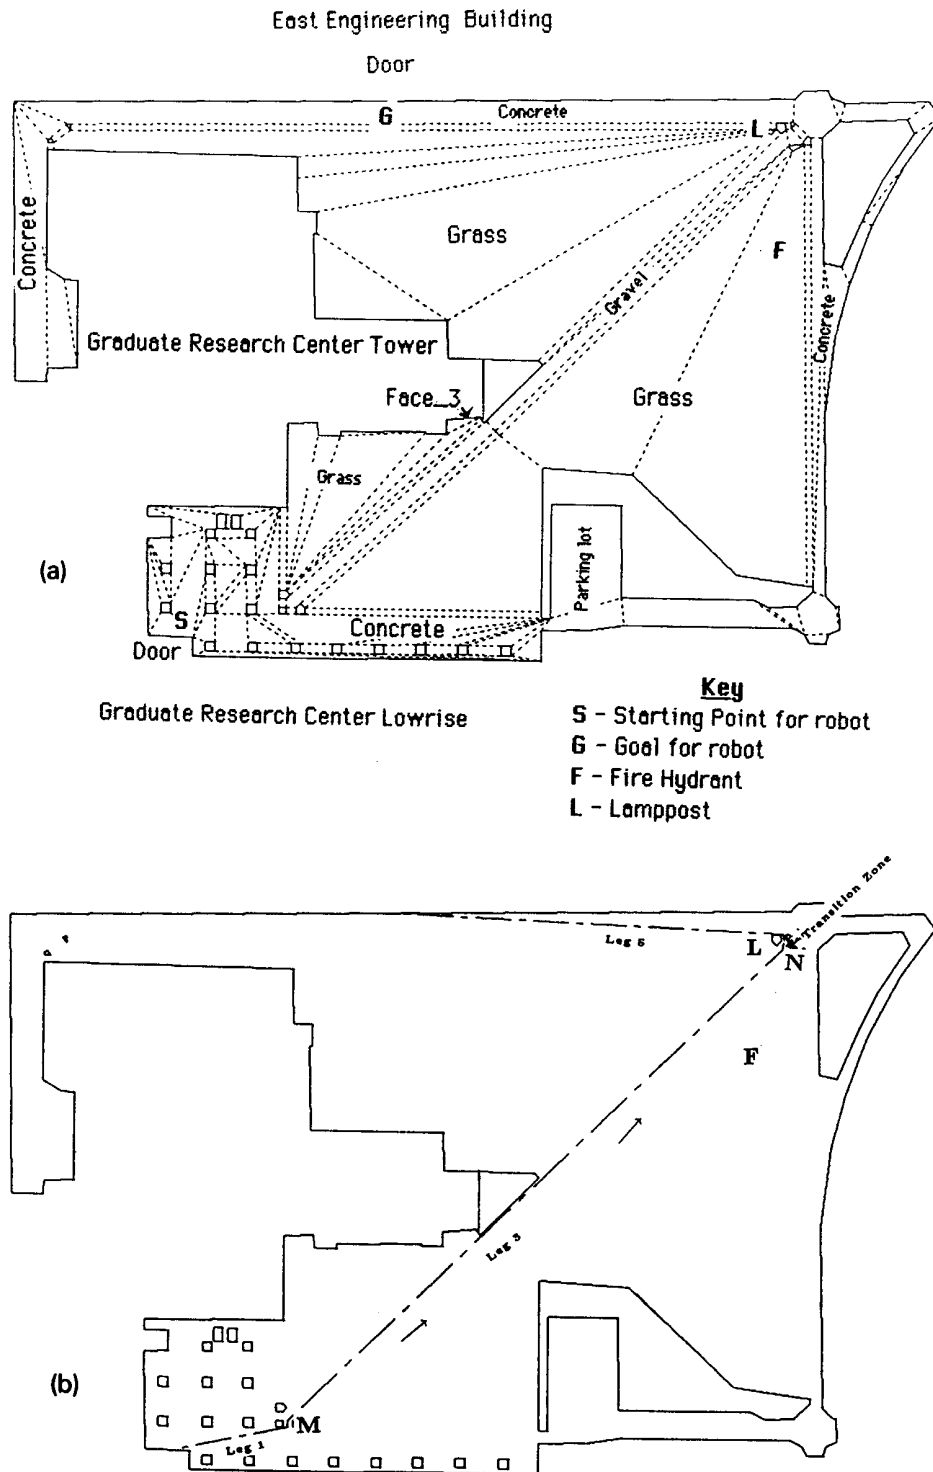 East Engineering Building
Door
G
Concrete
L
Concrete
Grass
F
Gravel
Concrete
Graduate Research Center Tower
Face_3
Grass
Grass
Parking lot
(a)
S
Concrete
Door
Graduate Research Center Lowrise
Key
S - Starting Point for robot
G - Goal for robot
F - Fire Hydrant
L - Lamppost
Transition Zone
Leg 5
L
N
F
Leg 3
(b)
M
Leg 1